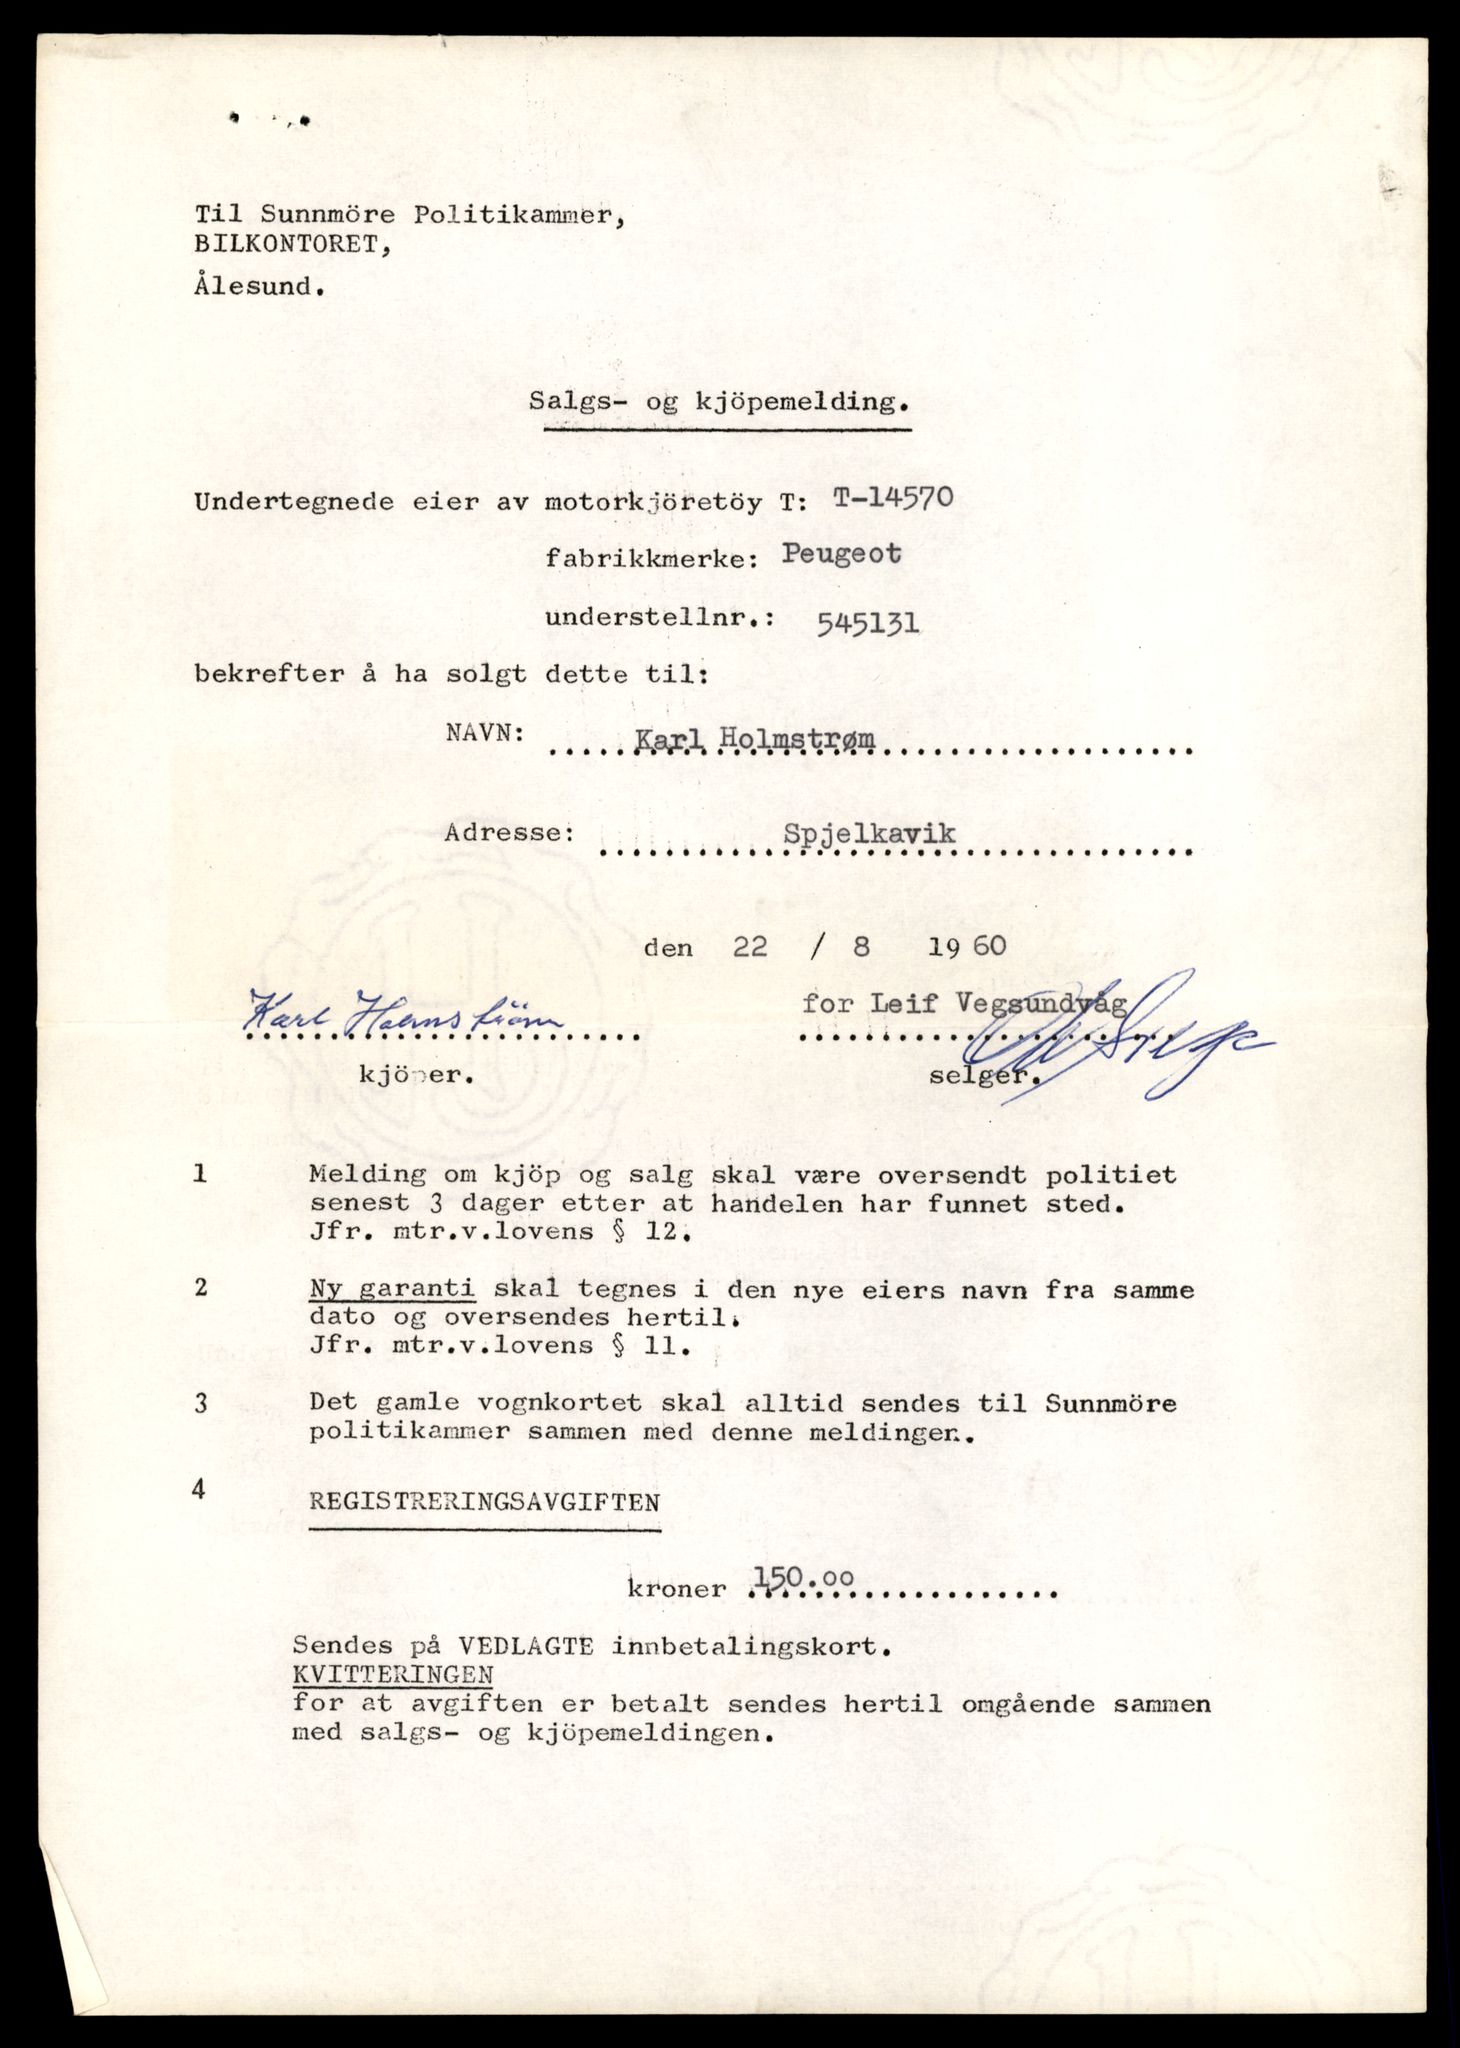 Til Sunnmöre Politikammer,
BILKONTORET,
Ålesund.
Salgs- og kjöpemelding.
Undertegnede eier av motorkjöretöy T: T-14570
fabrikkmerke: Peugeot
understellnr.: 545131
bekrefter å ha solgt dette til:
NAVN: Karl Holmstrøm
Adresse: Spjelkavik
den 22 / 8 1960
for Leif Vegsundvåg
Karl Holmström
kjöper. selger.
1 Melding om kjöp og salg skal være oversendt politiet
senest 3 dager etter at handelen har funnet sted.
Jfr. mtr.v.lovens § 12.
2 Ny garanti skal tegnes i den nye eiers navn fra samme
dato og oversendes hertil.
Jfr. mtr.v.lovens § 11.
3 Det gamle vognkortet skal alltid sendes til Sunnmöre
politikammer sammen med denne meldingen.
4 REGISTRERINGSAVGIFTEN
kroner 150.00
Sendes på VEDLAGTE innbetalingskort.
KVITTERINGEN
for at avgiften er betalt sendes hertil omgående sammen
med salgs- og kjöpemeldingen.